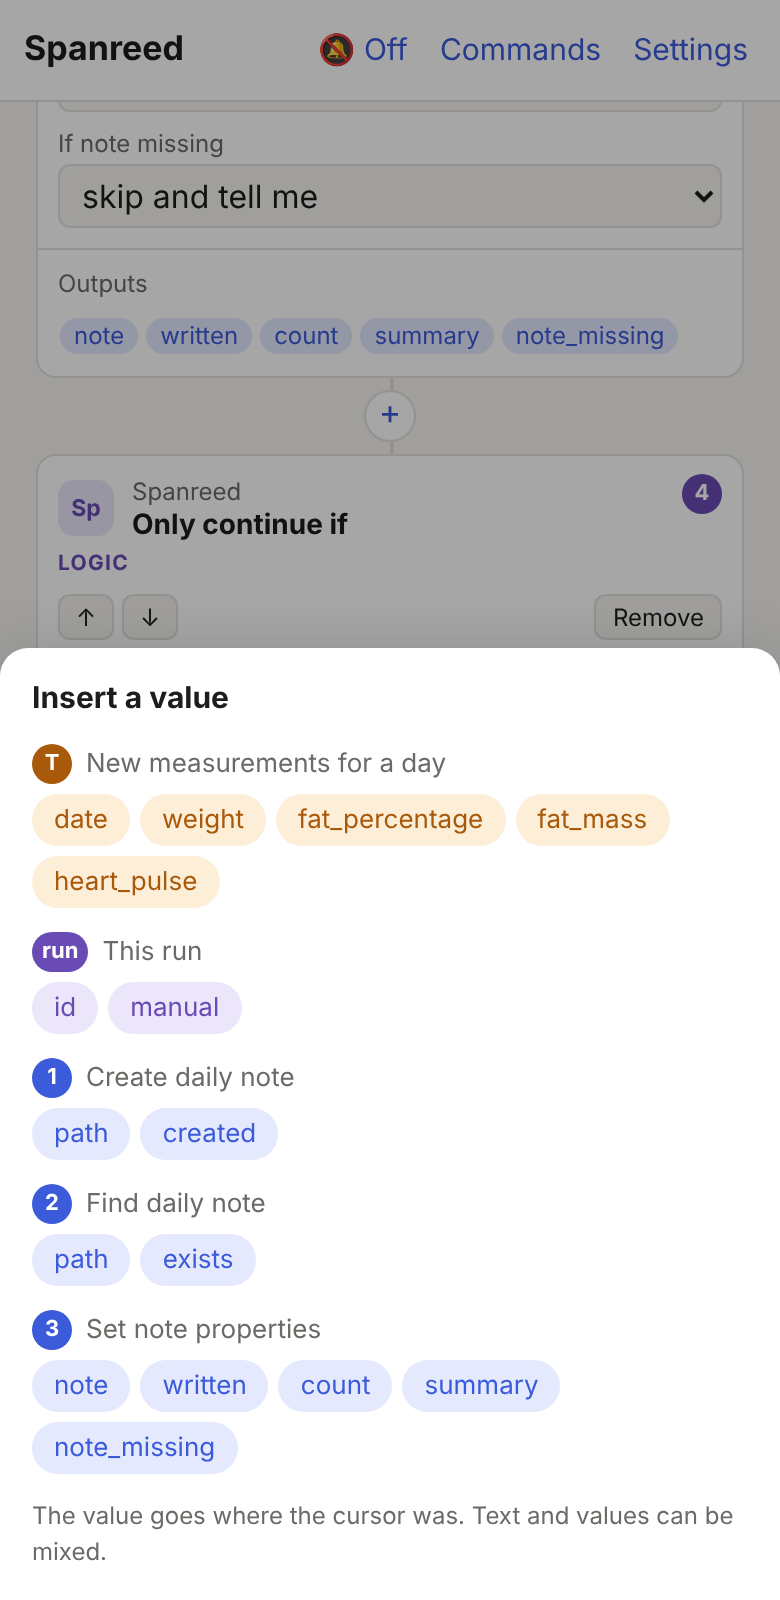 Spanreed
Off Commands Settings
If note missing
skip and tell me
Outputs
note written count summary note_missing
+
Sp
Spanreed
4
Only continue if
LOGIC
↑ ↓ Remove
Insert a value
T New measurements for a day
date weight fat_percentage fat_mass
heart_pulse
run This run
id manual
1 Create daily note
path created
2 Find daily note
path exists
3 Set note properties
note written count summary
note_missing
The value goes where the cursor was. Text and values can be
mixed.